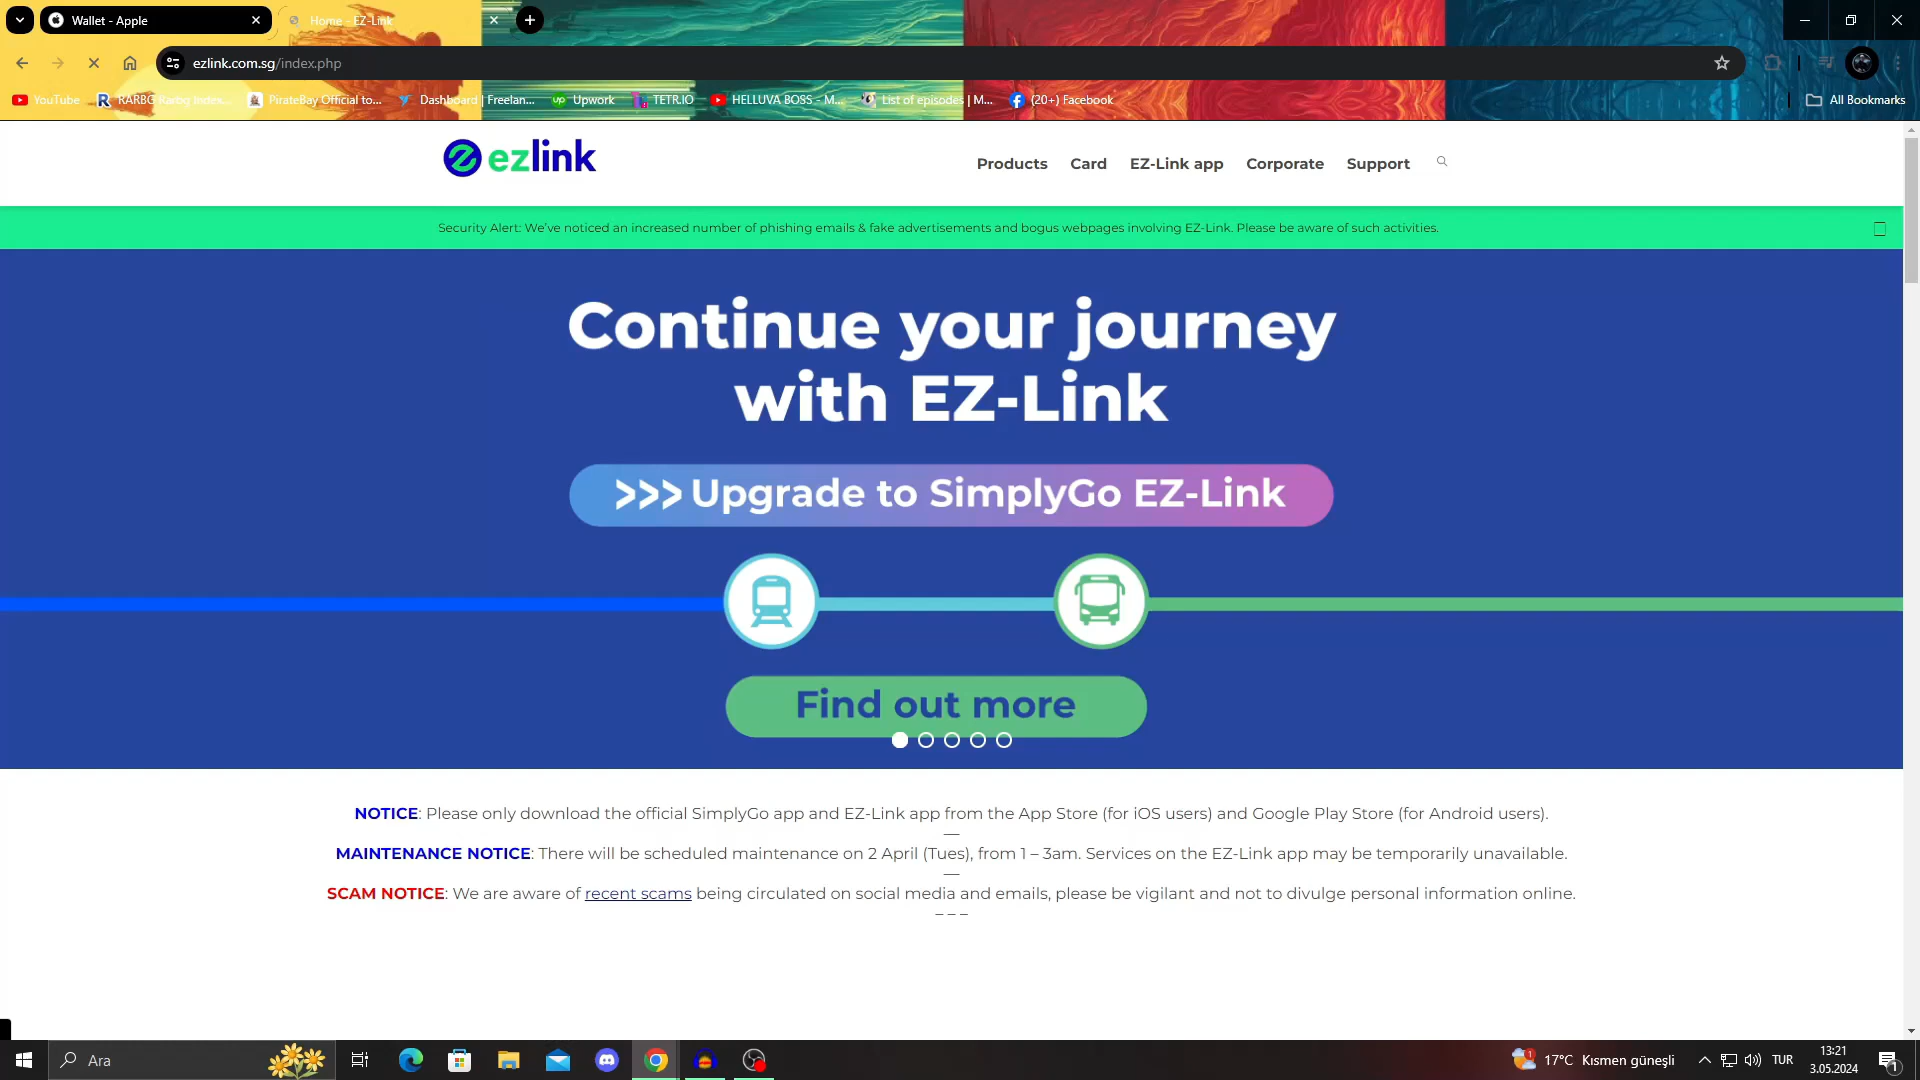 Wallet - Apple
Home - EZ-Link
ezlink.com.sg/index.php
YouTube
RARBG Rarbg Index...
PirateBay Official to...
Dashboard | Freelan...
Upwork
TETR.IO
HELLUVA BOSS - M...
List of episodes | M...
(20+) Facebook
All Bookmarks
ezlink
Products
Card
EZ-Link app
Corporate
Support
Security Alert: We've noticed an increased number of phishing emails & fake advertisements and bogus webpages involving EZ-Link. Please be aware of such activities.
Continue your journey
with EZ-Link
>>> Upgrade to SimplyGo EZ-Link
Find out more
NOTICE: Please only download the official SimplyGo app and EZ-Link app from the App Store (for iOS users) and Google Play Store (for Android users).
—
MAINTENANCE NOTICE: There will be scheduled maintenance on 2 April (Tues), from 1 – 3am. Services on the EZ-Link app may be temporarily unavailable.
—
SCAM NOTICE: We are aware of recent scams being circulated on social media and emails, please be vigilant and not to divulge personal information online.
– – –
Ara
1
17°C Kısmen güneşli
TUR
13:21
3.05.2024
1